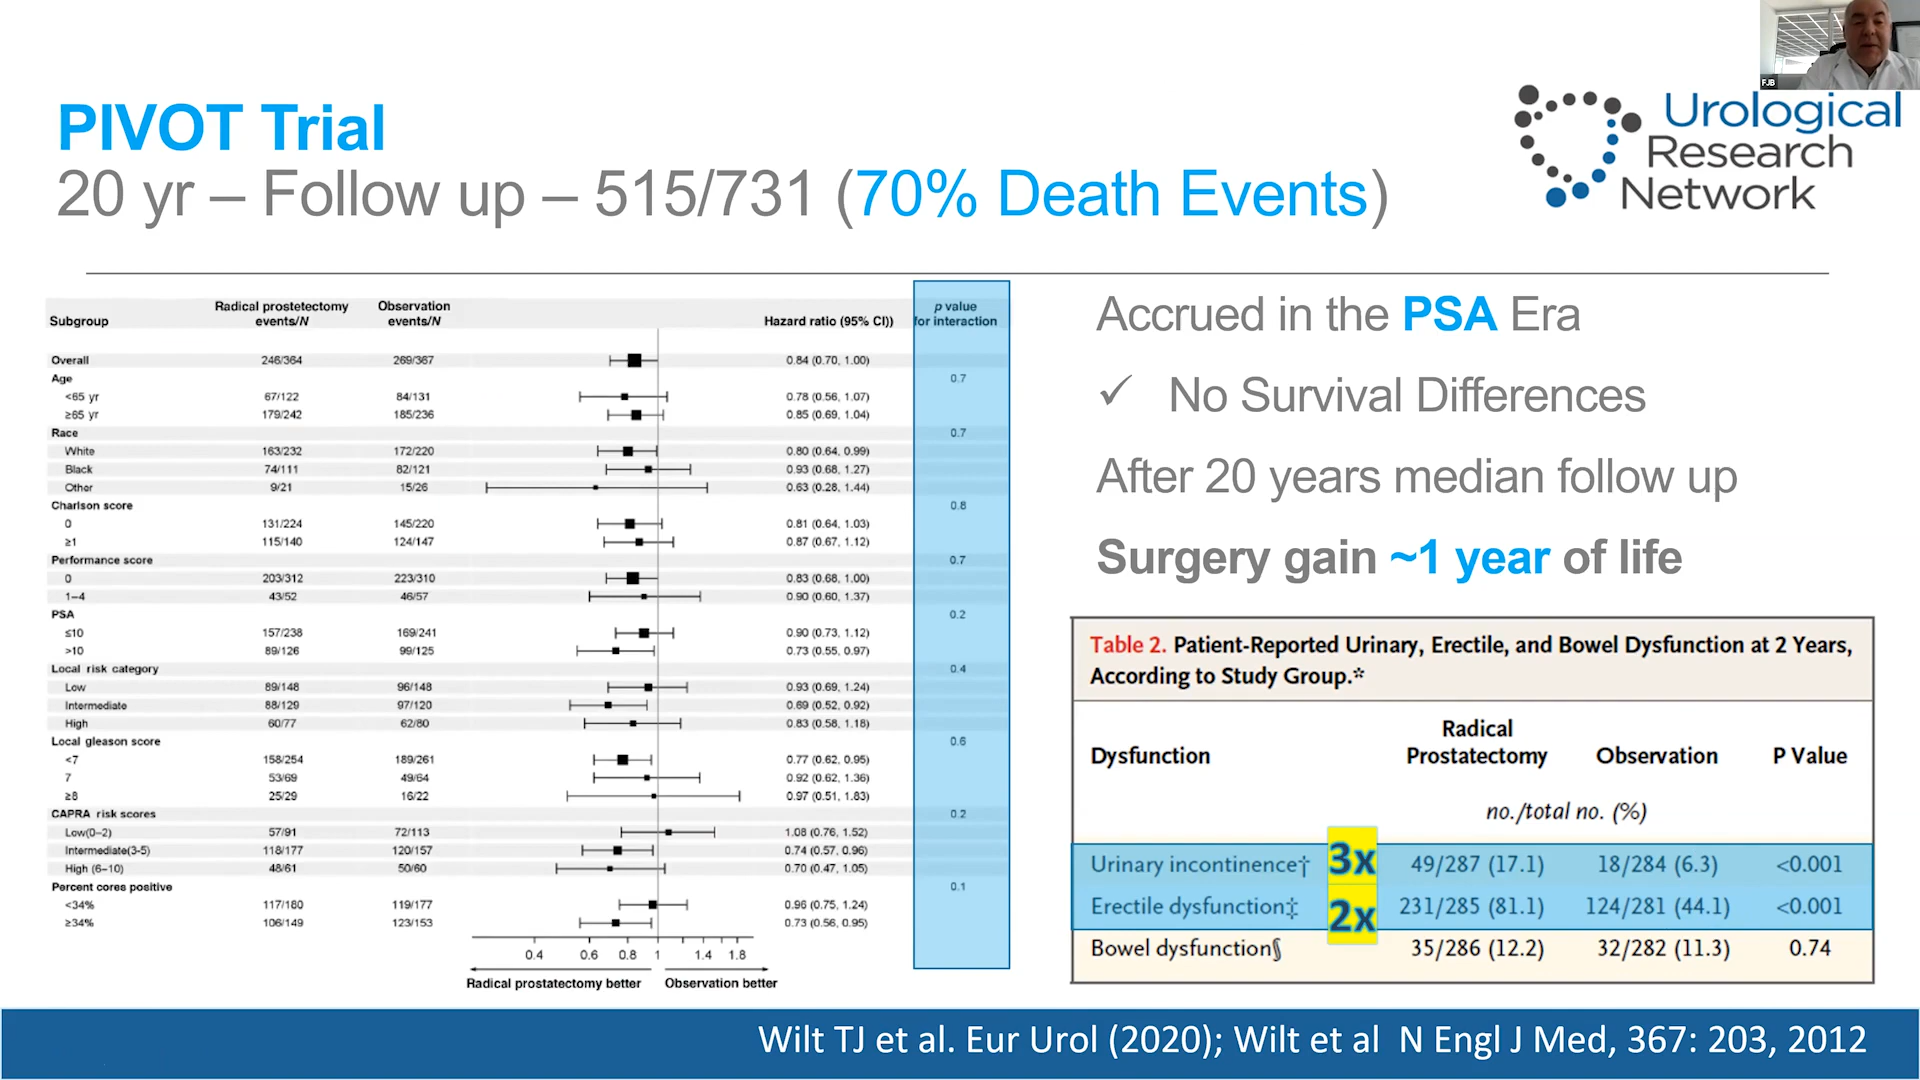 FJB
Urological
Research
Network
PIVOT Trial
20 yr – Follow up – 515/731 (70% Death Events)
Subgroup Radical prostetectomy events/N Observation events/N Hazard ratio (95% CI)) p value for interaction
Overall 246/364 269/367 0.84 (0.70, 1.00)
Age 0.7
<65 yr 67/122 84/131 0.78 (0.56, 1.07)
≥65 yr 179/242 185/236 0.85 (0.69, 1.04)
Race 0.7
White 163/232 172/220 0.80 (0.64, 0.99)
Black 74/111 82/121 0.93 (0.68, 1.27)
Other 9/21 15/26 0.63 (0.28, 1.44)
Charlson score 0.8
0 131/224 145/220 0.81 (0.64, 1.03)
≥1 115/140 124/147 0.87 (0.67, 1.12)
Performance score 0.7
0 203/312 223/310 0.83 (0.68, 1.00)
1–4 43/52 46/57 0.90 (0.60, 1.37)
PSA 0.2
≤10 157/238 169/241 0.90 (0.73, 1.12)
>10 89/126 99/125 0.73 (0.55, 0.97)
Local risk category 0.4
Low 89/148 96/148 0.93 (0.69, 1.24)
Intermediate 88/129 97/120 0.69 (0.52, 0.92)
High 60/77 62/80 0.83 (0.58, 1.18)
Local gleason score 0.6
<7 158/254 189/261 0.77 (0.62, 0.95)
7 53/69 49/64 0.92 (0.62, 1.36)
≥8 25/29 16/22 0.97 (0.51, 1.83)
CAPRA risk scores 0.2
Low(0–2) 57/91 72/113 1.08 (0.76, 1.52)
Intermediate(3-5) 118/177 120/157 0.74 (0.57, 0.96)
High (6–10) 48/61 50/60 0.70 (0.47, 1.05)
Percent cores positive 0.1
<34% 117/180 119/177 0.96 (0.75, 1.24)
≥34% 106/149 123/153 0.73 (0.56, 0.95)
0.4 0.6 0.8 1 1.4 1.8
Radical prostatectomy better Observation better
Accrued in the PSA Era
✓ No Survival Differences
After 20 years median follow up
Surgery gain ~1 year of life
Table 2. Patient-Reported Urinary, Erectile, and Bowel Dysfunction at 2 Years,
According to Study Group.*
Dysfunction Radical Prostatectomy Observation P Value
no./total no. (%)
Urinary incontinence† 3x 49/287 (17.1) 18/284 (6.3) <0.001
Erectile dysfunction‡ 2x 231/285 (81.1) 124/281 (44.1) <0.001
Bowel dysfunction§ 35/286 (12.2) 32/282 (11.3) 0.74
Wilt TJ et al. Eur Urol (2020); Wilt et al N Engl J Med, 367: 203, 2012